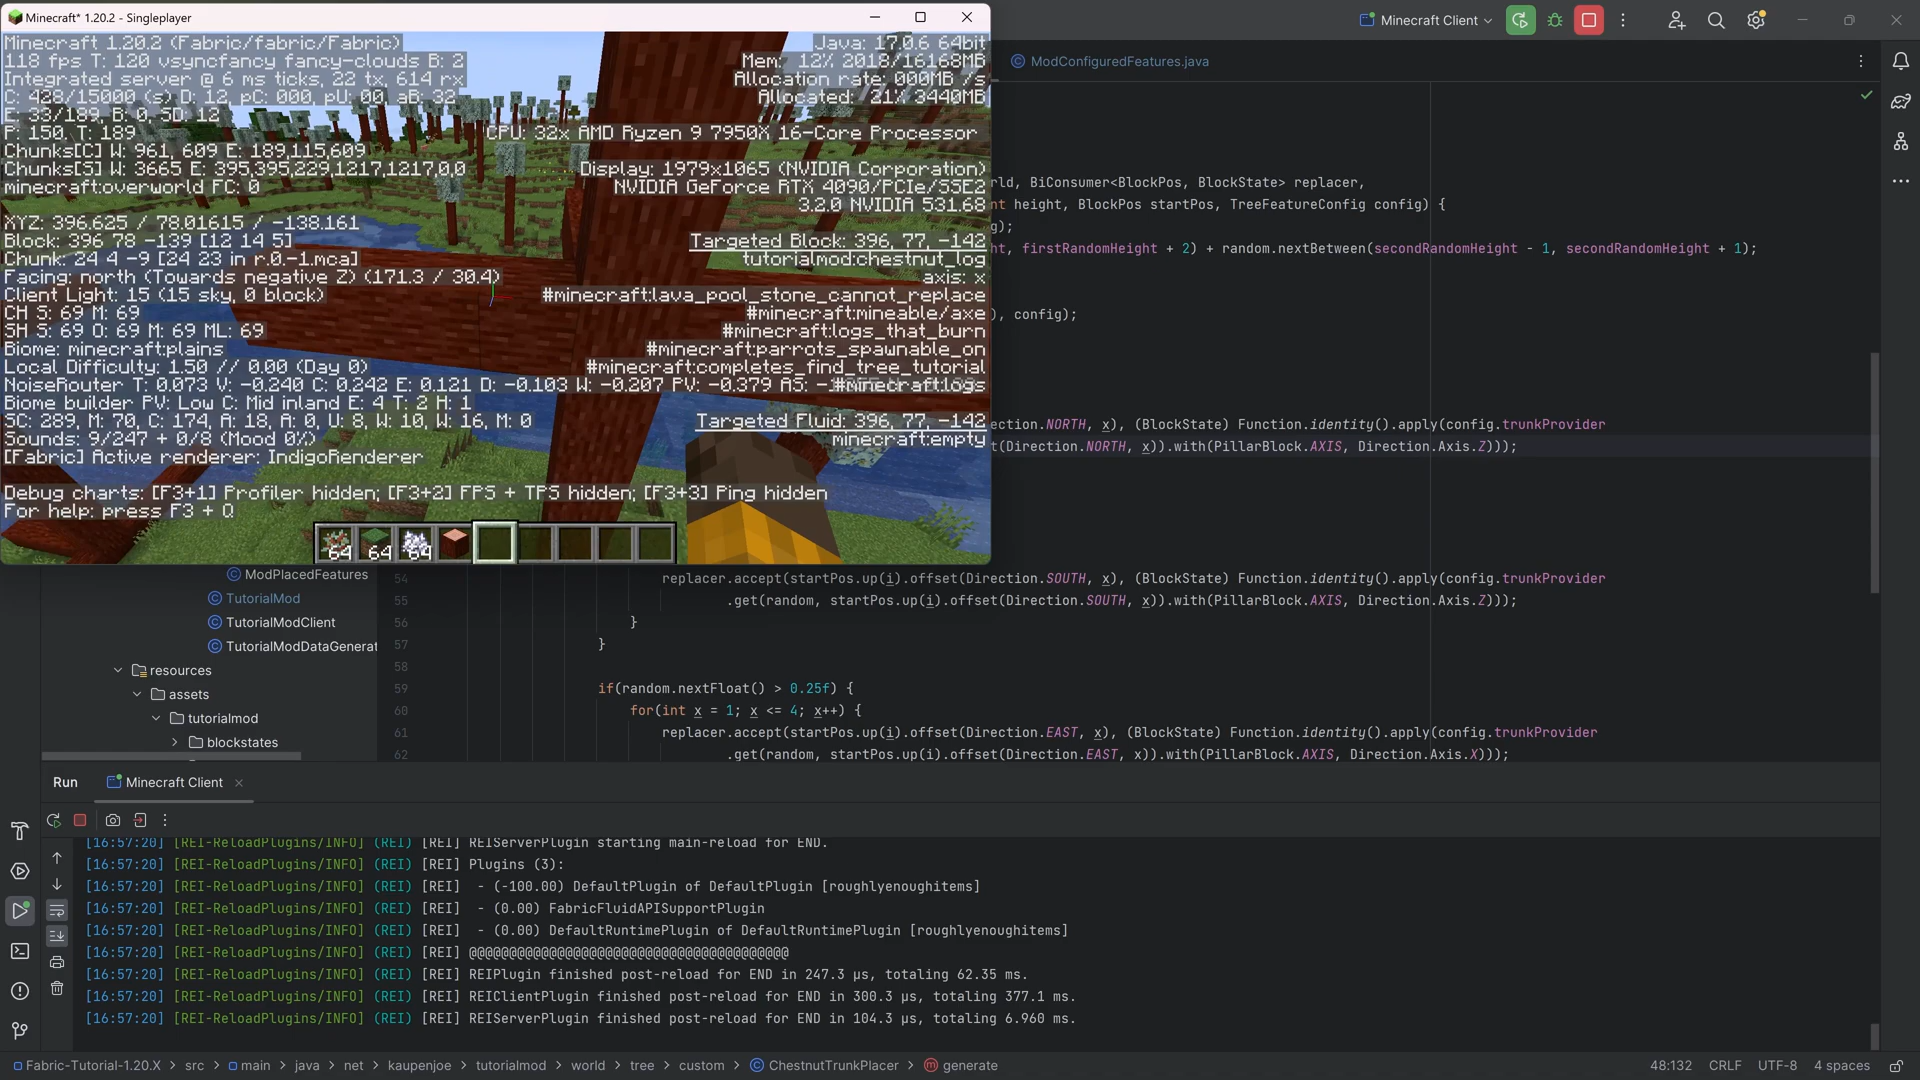 Minecraft* 1.20.2 - Singleplayer
Minecraft Client
Minecraft 1.20.2 (Fabric/fabric/Fabric)
118 fps T: 120 vsyncfancy fancy-clouds B: 2
Integrated server @ 6 ms ticks, 22 tx, 614 rx
C: 428/15000 (s) D: 12, pC: 000, pU: 00, aB: 32
E: 33/189, B: 0, SD: 12
P: 150, T: 189
Chunks[C] W: 961, 609 E: 189,115,609
Chunks[S] W: 3665 E: 395,395,229,1217,1217,0,0
minecraft:overworld FC: 0
XYZ: 396.625 / 78.01615 / -138.161
Block: 396 78 -139 [12 14 5]
Chunk: 24 4 -9 [24 23 in r.0.-1.mca]
Facing: north (Towards negative Z) (171.3 / 30.4)
Client Light: 15 (15 sky, 0 block)
CH S: 69 M: 69
SH S: 69 O: 69 M: 69 ML: 69
Biome: minecraft:plains
Local Difficulty: 1.50 // 0.00 (Day 0)
NoiseRouter T: 0.073 V: -0.240 C: 0.242 E: 0.121 D: -0.103 W: -0.207 PV: -0.379 AS: -
Biome builder PV: Low C: Mid inland E: 4 T: 2 H: 1
SC: 289, M: 70, C: 174, A: 18, A: 0, U: 8, W: 10, W: 16, M: 0
Sounds: 9/247 + 0/8 (Mood 0%)
[Fabric] Active renderer: IndigoRenderer
Debug charts: [F3+1] Profiler hidden; [F3+2] FPS + TPS hidden; [F3+3] Ping hidden
For help: press F3 + Q
Java: 17.0.6 64bit
Mem: 12% 2018/16168MB
Allocation rate: 000MB /s
Allocated: 21% 3440MB
CPU: 32x AMD Ryzen 9 7950X 16-Core Processor
Display: 1979x1065 (NVIDIA Corporation)
NVIDIA GeForce RTX 4090/PCIe/SSE2
3.2.0 NVIDIA 531.68
Targeted Block: 396, 77, -142
tutorialmod:chestnut_log
axis: x
#minecraft:lava_pool_stone_cannot_replace
#minecraft:mineable/axe
#minecraft:logs_that_burn
#minecraft:parrots_spawnable_on
#minecraft:completes_find_tree_tutorial
#minecraft:logs
Targeted Fluid: 396, 77, -142
minecraft:empty
64 64 64
ModConfiguredFeatures.java
rld, BiConsumer<BlockPos, BlockState> replacer,
nt height, BlockPos startPos, TreeFeatureConfig config) {
g);
t, firstRandomHeight + 2) + random.nextBetween(secondRandomHeight - 1, secondRandomHeight + 1);
), config);
ection.NORTH, x), (BlockState) Function.identity().apply(config.trunkProvider
t(Direction.NORTH, x)).with(PillarBlock.AXIS, Direction.Axis.Z)));
54 replacer.accept(startPos.up(i).offset(Direction.SOUTH, x), (BlockState) Function.identity().apply(config.trunkProvider
55 .get(random, startPos.up(i).offset(Direction.SOUTH, x)).with(PillarBlock.AXIS, Direction.Axis.Z)));
56 }
57 }
58
59 if(random.nextFloat() > 0.25f) {
60 for(int x = 1; x <= 4; x++) {
61 replacer.accept(startPos.up(i).offset(Direction.EAST, x), (BlockState) Function.identity().apply(config.trunkProvider
62 .get(random, startPos.up(i).offset(Direction.EAST, x)).with(PillarBlock.AXIS, Direction.Axis.X)));
ModPlacedFeatures
TutorialMod
TutorialModClient
TutorialModDataGenerat
resources
assets
tutorialmod
blockstates
Run Minecraft Client
[16:57:20] [REI-ReloadPlugins/INFO] (REI) [REI] REIServerPlugin starting main-reload for END.
[16:57:20] [REI-ReloadPlugins/INFO] (REI) [REI] Plugins (3):
[16:57:20] [REI-ReloadPlugins/INFO] (REI) [REI]  - (-100.00) DefaultPlugin of DefaultPlugin [roughlyenoughitems]
[16:57:20] [REI-ReloadPlugins/INFO] (REI) [REI]  - (0.00) FabricFluidAPISupportPlugin
[16:57:20] [REI-ReloadPlugins/INFO] (REI) [REI]  - (0.00) DefaultRuntimePlugin of DefaultRuntimePlugin [roughlyenoughitems]
[16:57:20] [REI-ReloadPlugins/INFO] (REI) [REI] @@@@@@@@@@@@@@@@@@@@@@@@@@@@@@@@@@@@@@@@
[16:57:20] [REI-ReloadPlugins/INFO] (REI) [REI] REIPlugin finished post-reload for END in 247.3 μs, totaling 62.35 ms.
[16:57:20] [REI-ReloadPlugins/INFO] (REI) [REI] REIClientPlugin finished post-reload for END in 300.3 μs, totaling 377.1 ms.
[16:57:20] [REI-ReloadPlugins/INFO] (REI) [REI] REIServerPlugin finished post-reload for END in 104.3 μs, totaling 6.960 ms.
Fabric-Tutorial-1.20.X > src > main > java > net > kaupenjoe > tutorialmod > world > tree > custom > ChestnutTrunkPlacer > generate
48:132 CRLF UTF-8 4 spaces